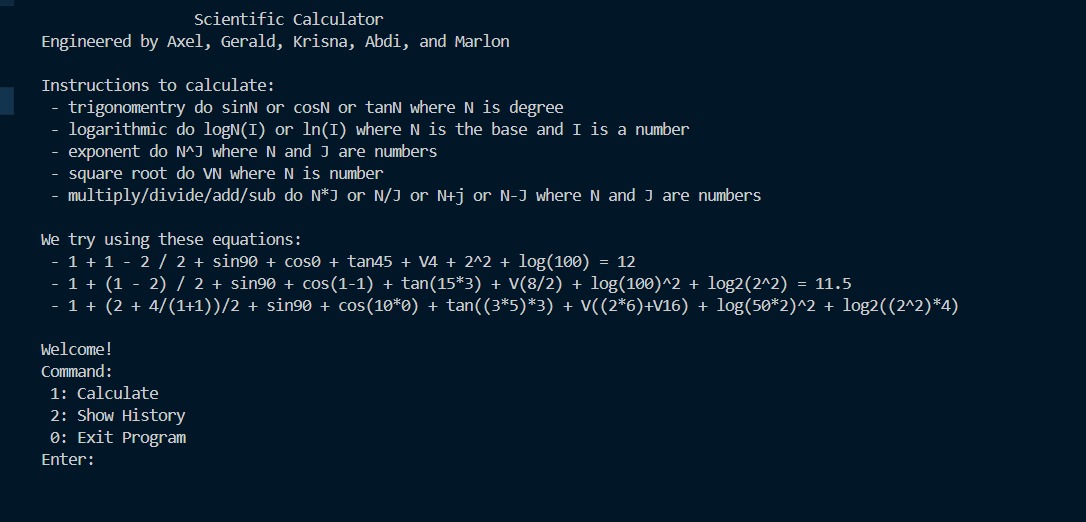 Scientific Calculator
Engineered by Axel, Gerald, Krisna, Abdi, and Marlon
Instructions to calculate:
- trigonomentry do sinN or cosN or tanN where N is degree
- logarithmic do logN(I) or ln(I) where N is the base and I is a number
- exponent do N^J where N and J are numbers
- square root do VN where N is number
- multiply/divide/add/sub do N*J or N/J or N+j or N-J where N and J are numbers
We try using these equations:
- 1 + 1 - 2 / 2 + sin90 + cos0 + tan45 + V4 + 2^2 + log(100) = 12
- 1 + (1 - 2) / 2 + sin90 + cos(1-1) + tan(15*3) + V(8/2) + log(100)^2 + log2(2^2) = 11.5
- 1 + (2 + 4/(1+1))/2 + sin90 + cos(10*0) + tan((3*5)*3) + V((2*6)+V16) + log(50*2)^2 + log2((2^2)*4)
Welcome!
Command:
1: Calculate
2: Show History
0: Exit Program
Enter: